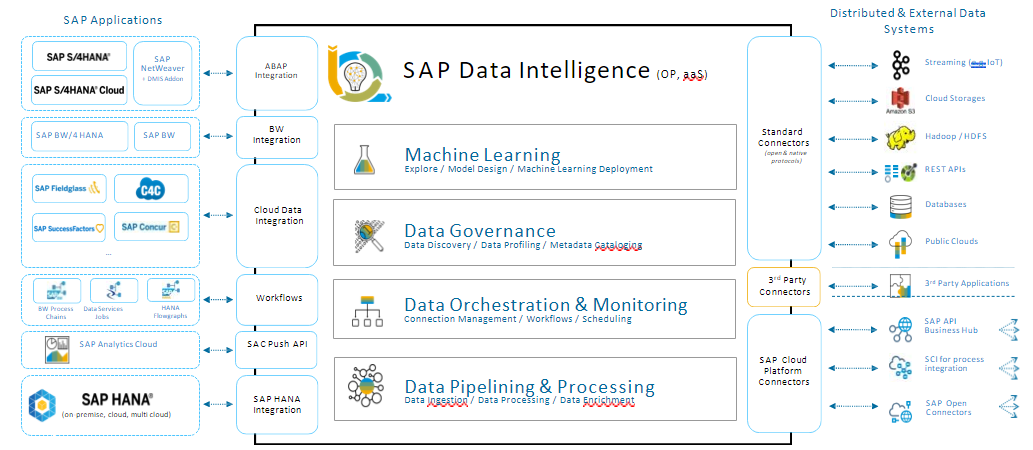 SAP Applications
SAP S/4HANA®
SAP S/4HANA® Cloud
SAP
NetWeaver
+ DMIS Addon
SAP BW/4 HANA
SAP BW
SAP Fieldglass
C4C
SAP SuccessFactors
SAP Concur C
...
BW Process
Chains
Data Services
Jobs
HANA
Flowgraphs
SAP Analytics Cloud
SAP HANA®
(on premise, cloud, multi cloud)
ABAP
Integration
BW
Integration
Cloud Data
Integration
Workflows
SAC Push API
SAP HANA
Integration
SAP Data Intelligence (OP, aaS)
Machine Learning
Explore / Model Design / Machine Learning Deployment
Data Governance
Data Discovery / Data Profiling / Metadata Cataloging
Data Orchestration & Monitoring
Connection Management / Workflows / Scheduling
Data Pipelining & Processing
Data Ingestion / Data Processing / Data Enrichment
Standard
Connectors
(open & native
protocols)
3rd Party
Connectors
SAP Cloud
Platform
Connectors
Distributed & External Data
Systems
Streaming (e.g. IoT)
Cloud Storages
Amazon S3
Hadoop / HDFS
REST APIs
Databases
Public Clouds
3rd Party Applications
SAP API
Business Hub
SCI for process
integration
SAP Open
Connectors